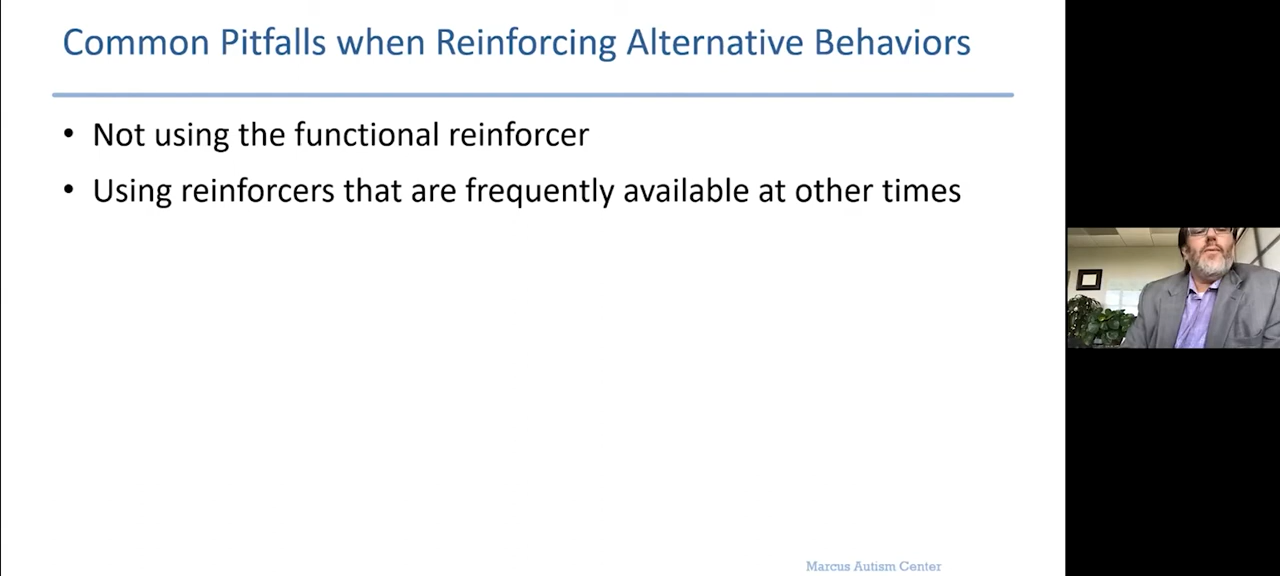 Common Pitfalls when Reinforcing Alternative Behaviors
• Not using the functional reinforcer
• Using reinforcers that are frequently available at other times
Marcus Autism Center